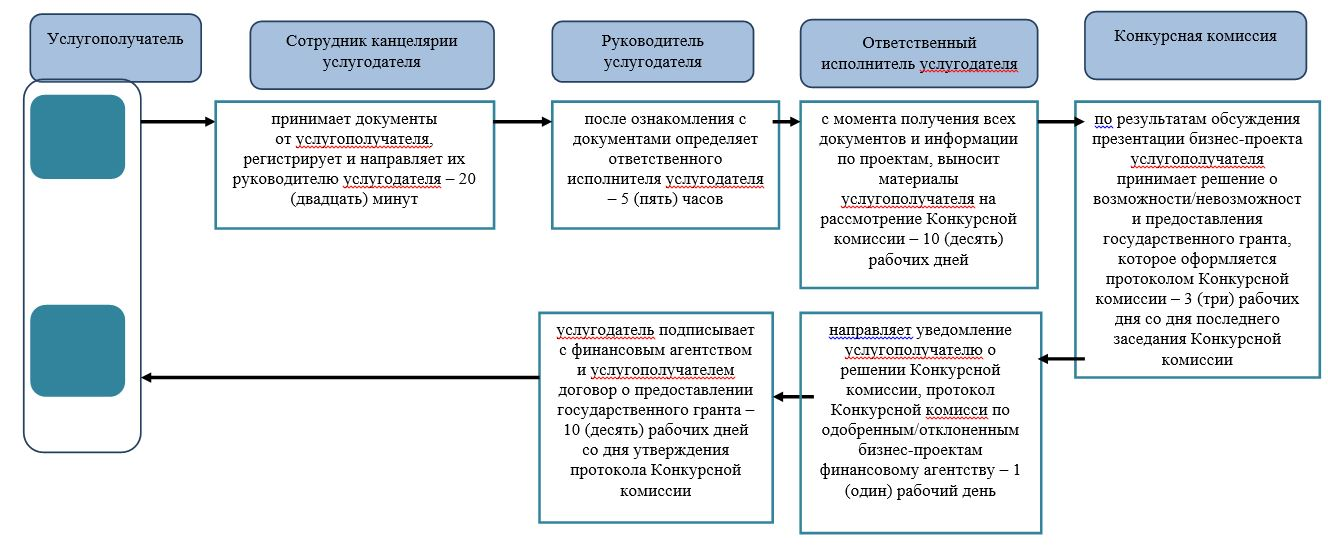 Услугополучатель
Сотрудник канцелярии
услугодателя
Руководитель
услугодателя
Ответственный
исполнитель услугодателя
Конкурсная комиссия
принимает документы
от услугополучателя,
регистрирует и направляет их
руководителю услугодателя – 20
(двадцать) минут
после ознакомления с
документами определяет
ответственного
исполнителя услугодателя
– 5 (пять) часов
с момента получения всех
документов и информации
по проектам, выносит
материалы
услугополучателя на
рассмотрение Конкурсной
комиссии – 10 (десять)
рабочих дней
по результатам обсуждения
презентации бизнес-проекта
услугополучателя
принимает решение о
возможности/невозможност
и предоставления
государственного гранта,
которое оформляется
протоколом Конкурсной
комиссии – 3 (три) рабочих
дня со дня последнего
заседания Конкурсной
комиссии
услугодатель подписывает
с финансовым агентством
и услугополучателем
договор о предоставлении
государственного гранта –
10 (десять) рабочих дней
со дня утверждения
протокола Конкурсной
комиссии
направляет уведомление
услугополучателю о
решении Конкурсной
комиссии, протокол
Конкурсной комисси по
одобренным/отклоненным
бизнес-проектам
финансовому агентству – 1
(один) рабочий день